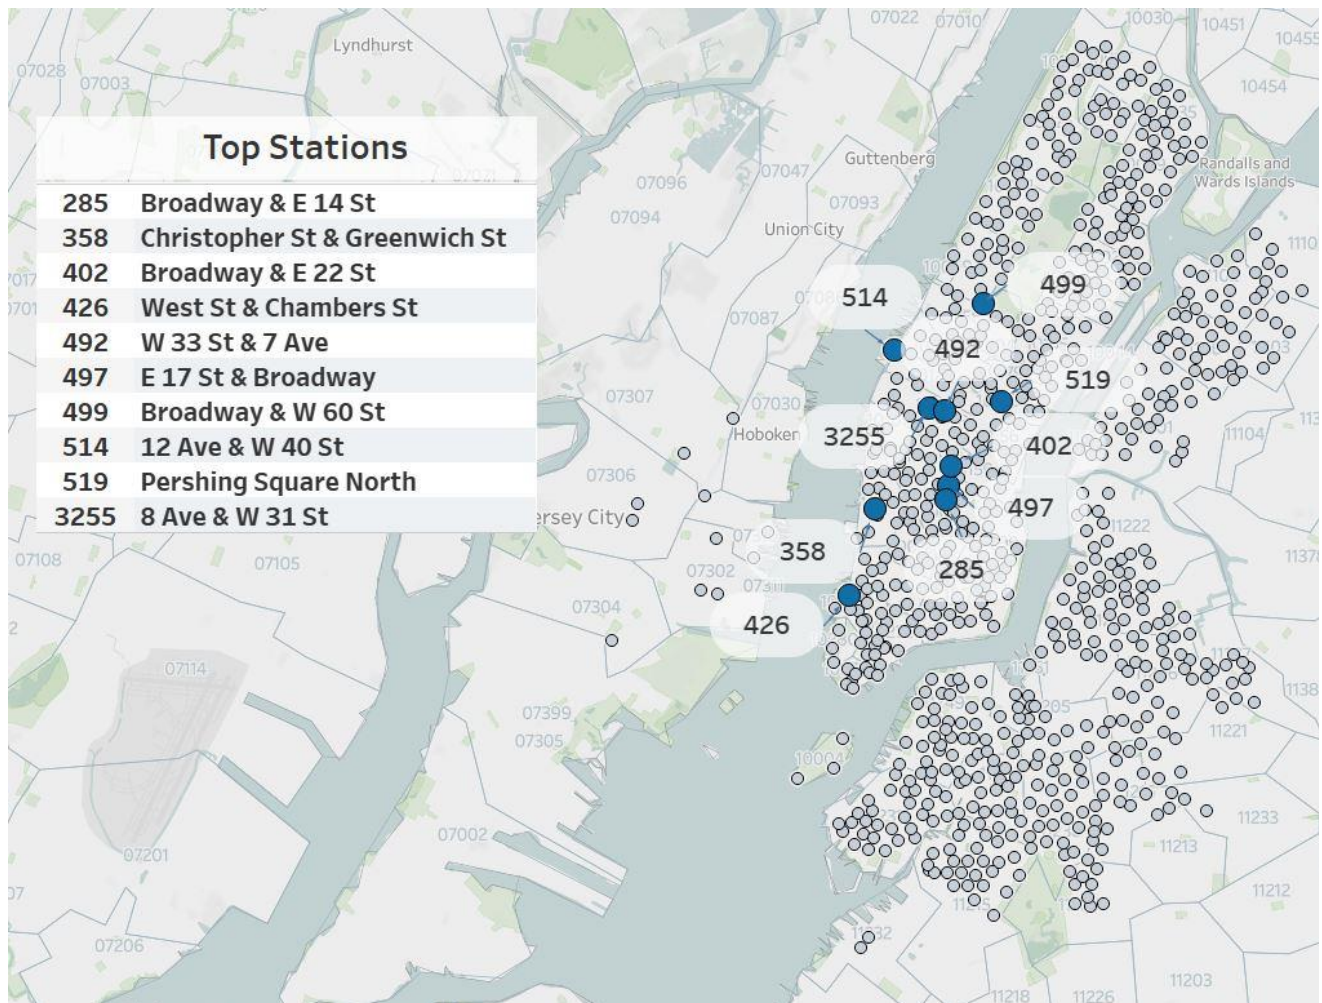 07022 07010
10030 10451
Lyndhurst
10455
07028
07003
10454
Top Stations
Guttenberg
Randalls and
Wards Islands
07047
07096
285 Broadway & E 14 St
07093
07094
358 Christopher St & Greenwich St
Union City
402 Broadway & E 22 St
499
514
426 West St & Chambers St
07087
492 W 33 St & 7 Ave
492
497 E 17 St & Broadway
519
07307
07030
499 Broadway & W 60 St
Hoboken
3255
402
11104
514 12 Ave & W 40 St
07306
519 Pershing Square North
497
3255 8 Ave & W 31 St
ersey City
11222
07108
07105
358
07302
07311
285
07304
426
07114
07399
07305
10004
11221
07002
11233
07201
11213
11212
07206
11203
11218
11226